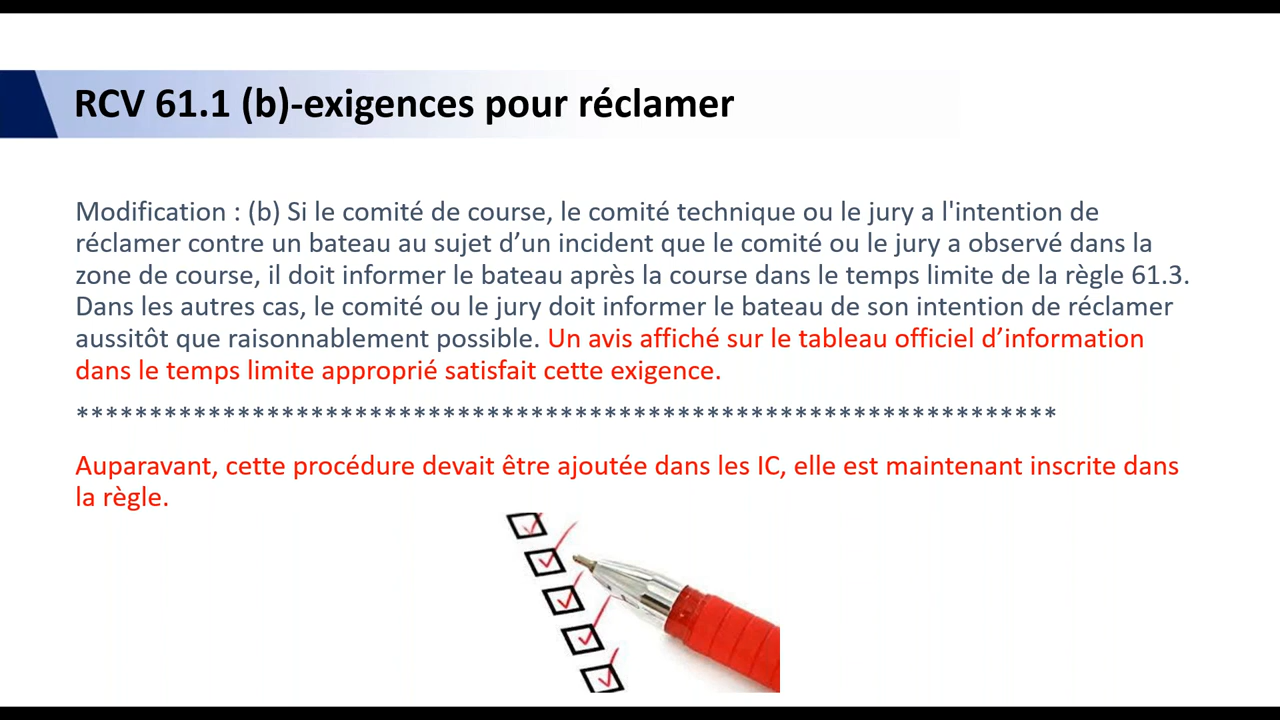 RCV 61.1 (b)-exigences pour réclamer
Modification : (b) Si le comité de course, le comité technique ou le jury a l'intention de
réclamer contre un bateau au sujet d’un incident que le comité ou le jury a observé dans la
zone de course, il doit informer le bateau après la course dans le temps limite de la règle 61.3.
Dans les autres cas, le comité ou le jury doit informer le bateau de son intention de réclamer
aussitôt que raisonnablement possible. Un avis affiché sur le tableau officiel d’information
dans le temps limite approprié satisfait cette exigence.
*******************************************************************
Auparavant, cette procédure devait être ajoutée dans les IC, elle est maintenant inscrite dans
la règle.